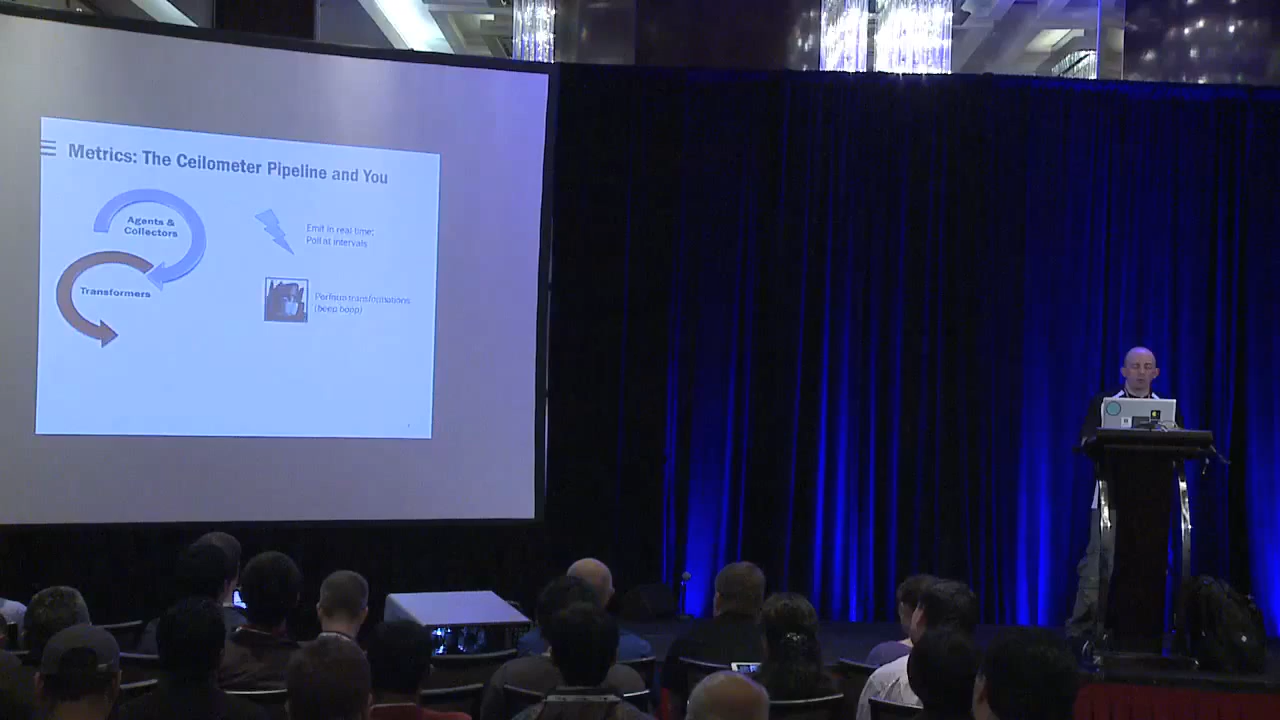 Metrics: The Ceilometer Pipeline and You
Agents &
Collectors
Emit in real time;
Poll at intervals
Transformers
Perform transformations
(beep boop)